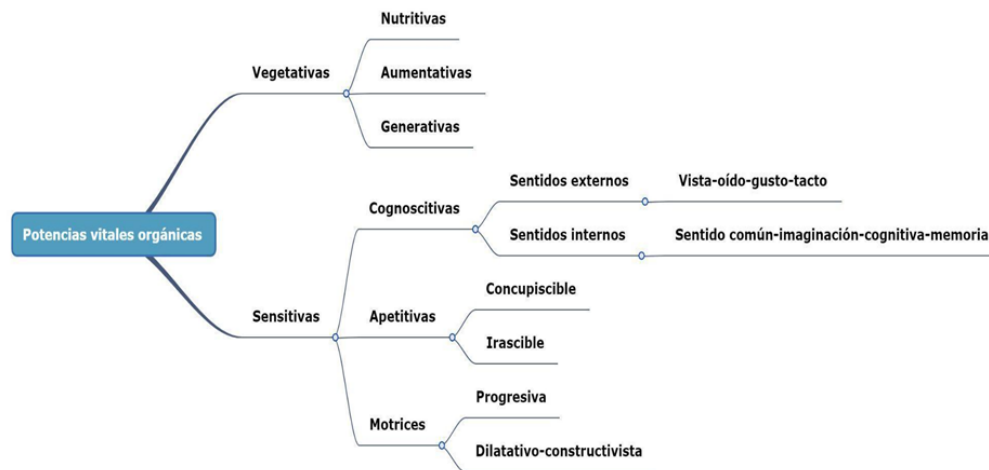 Potencias vitales orgánicas
Vegetativas
Nutritivas
Aumentativas
Generativas
Sensitivas
Cognoscitivas
Sentidos externos
Vista-oído-gusto-tacto
Sentidos internos
Sentido común-imaginación-cognitiva-memoria
Apetitivas
Concupiscible
Irascible
Motrices
Progresiva
Dilatativo-constructivista